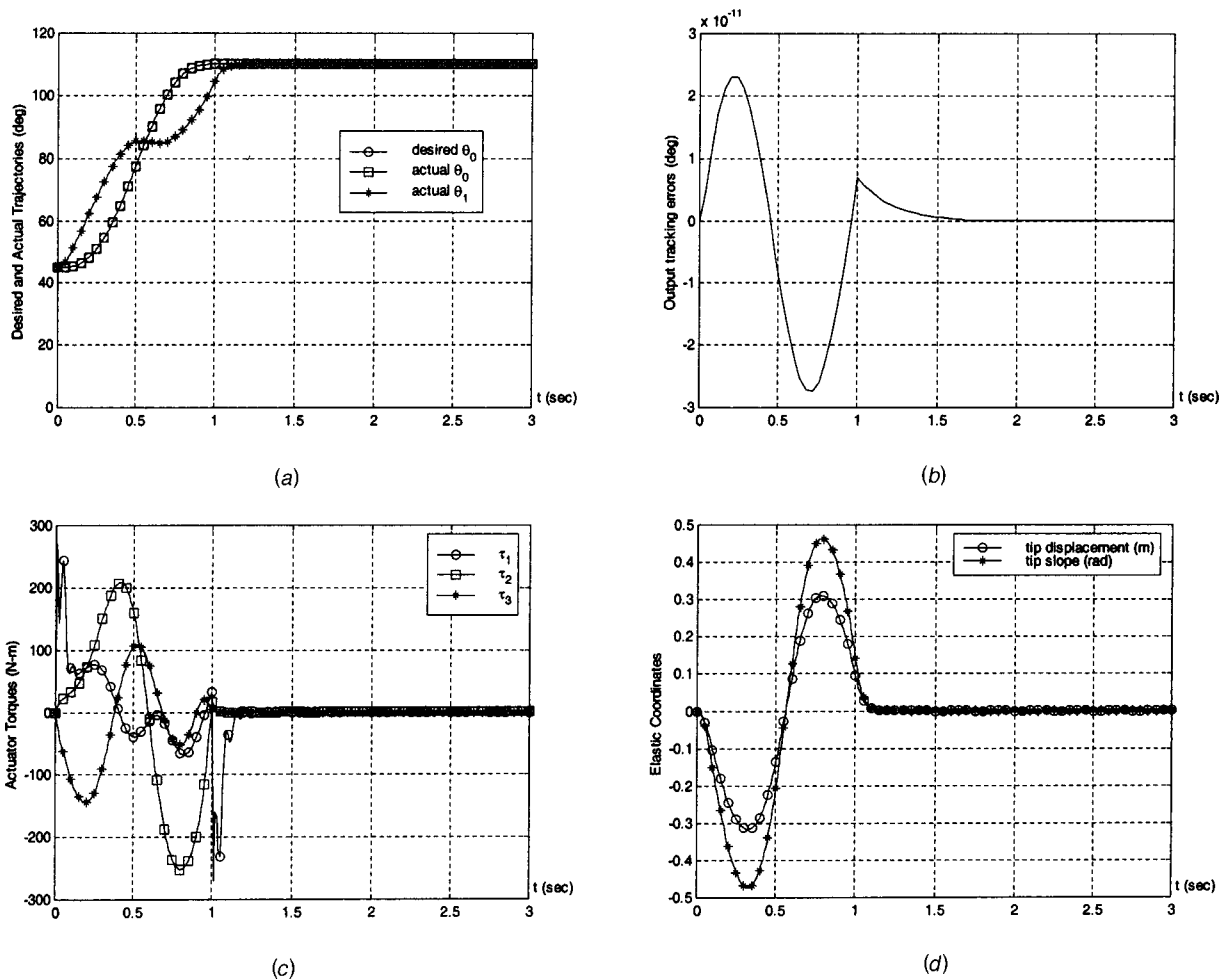 120
100
80
60
40
20
0
Desired and Actual Trajectories (deg)
desired θ0
actual θ0
actual θ1
0 0.5 1 1.5 2 2.5 3
t (sec)
(a)
x 10-11
3
2
1
0
-1
-2
-3
Output tracking errors (deg)
0 0.5 1 1.5 2 2.5 3
t (sec)
(b)
300
200
100
0
-100
-200
-300
Actuator Torques (N-m)
τ1
τ2
τ3
0 0.5 1 1.5 2 2.5 3
t (sec)
(c)
0.5
0.4
0.3
0.2
0.1
0
-0.1
-0.2
-0.3
-0.4
-0.5
Elastic Coordinates
tip displacement (m)
tip slope (rad)
0 0.5 1 1.5 2 2.5 3
t (sec)
(d)